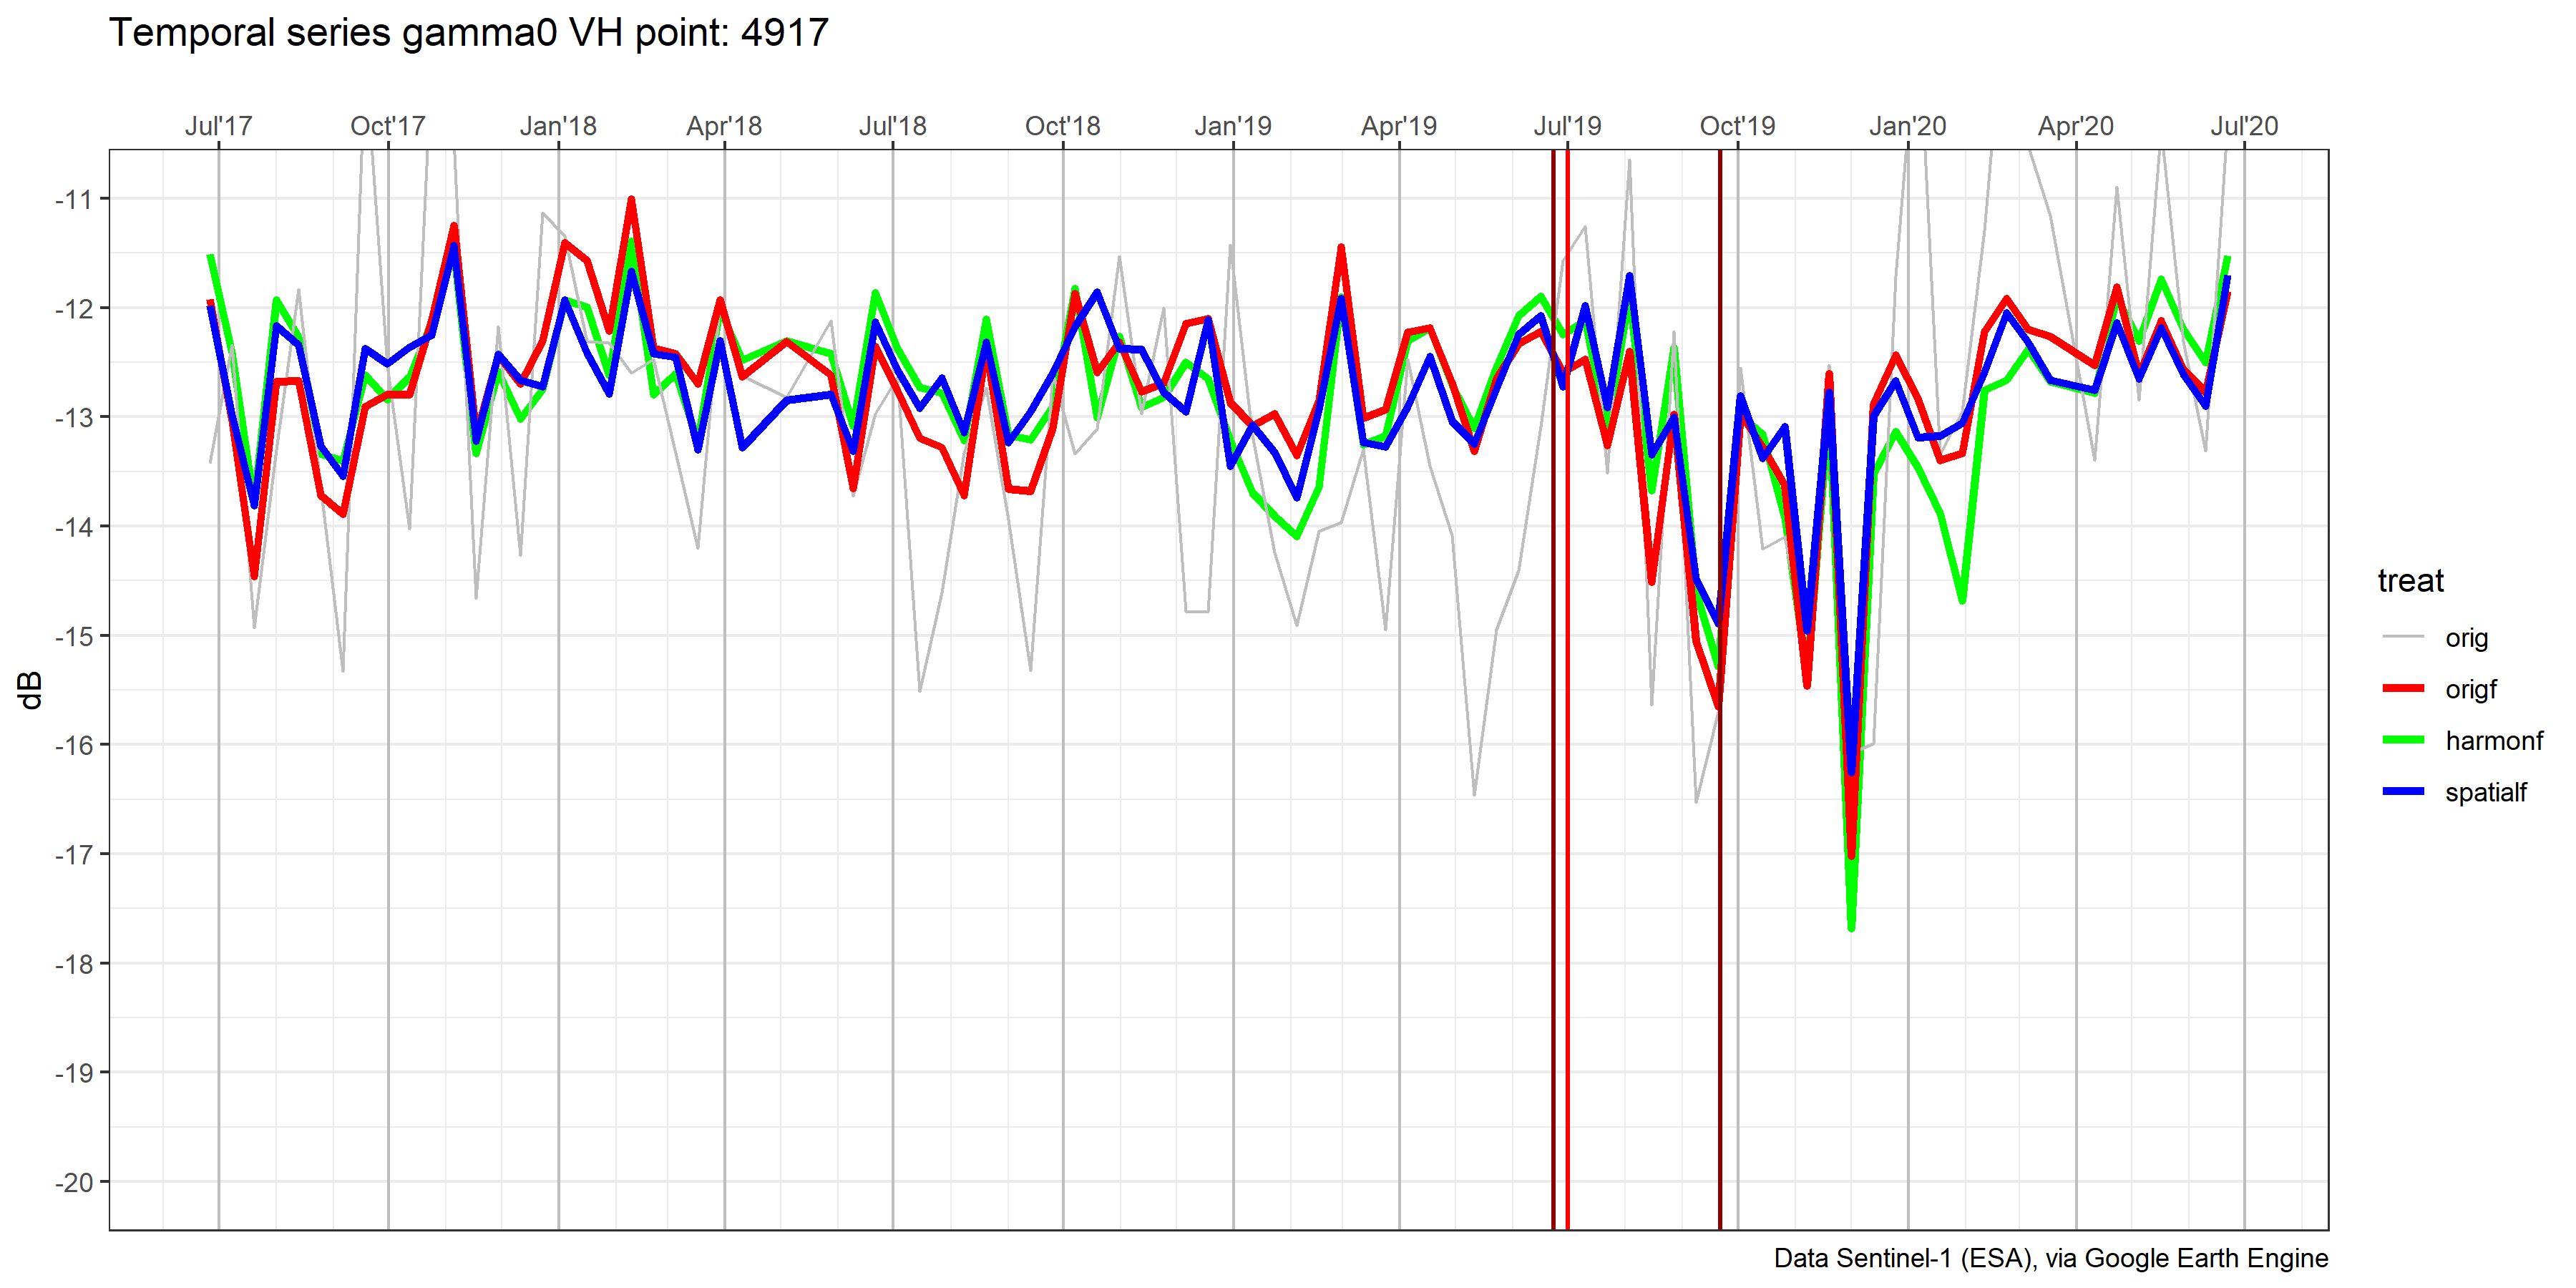 Temporal series gamma0 VH point: 4917
Jul'17 Oct'17 Jan'18 Apr'18 Jul'18 Oct'18 Jan'19 Apr'19 Jul'19 Oct'19 Jan'20 Apr'20 Jul'20
-11
-12
-13
-14
-15
-16
-17
-18
-19
-20
dB
treat
orig
origf
harmonf
spatialf
Data Sentinel-1 (ESA), via Google Earth Engine